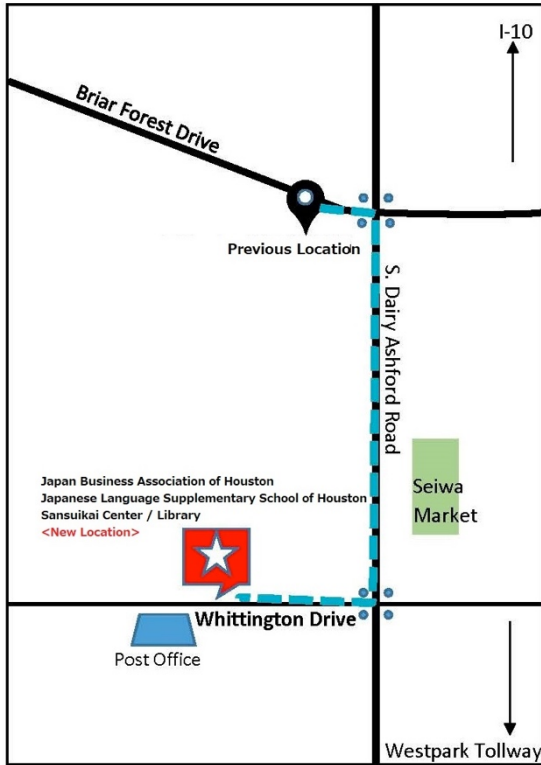 I-10
Briar Forest Drive
Previous Location
S. Dairy Ashford Road
Japan Business Association of Houston
Japanese Language Supplementary School of Houston
Sansuikai Center / Library
<New Location>
Seiwa
Market
Whittington Drive
Post Office
Westpark Tollway